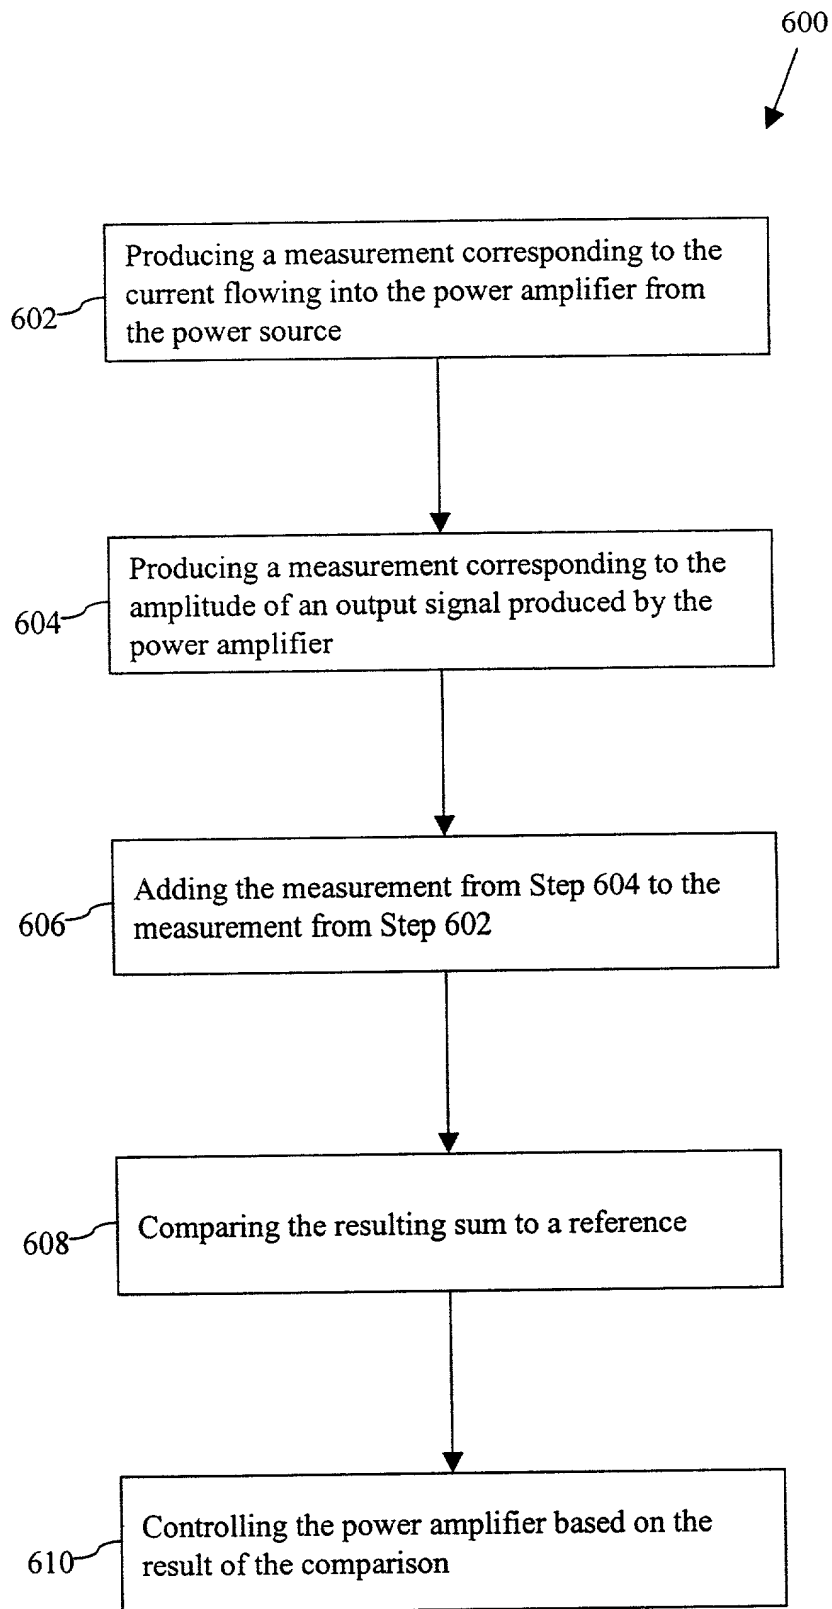 600
Producing a measurement corresponding to the
current flowing into the power amplifier from
the power source
602
Producing a measurement corresponding to the
amplitude of an output signal produced by the
power amplifier
604
Adding the measurement from Step 604 to the
measurement from Step 602
606
Comparing the resulting sum to a reference
608
Controlling the power amplifier based on the
result of the comparison
610